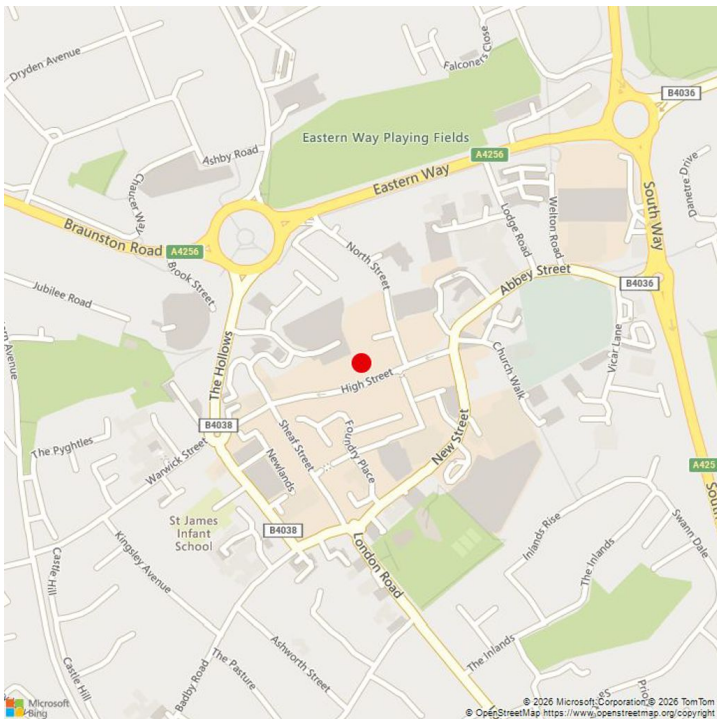 Falconers Close
Dryden Avenue
B4036
Eastern Way Playing Fields
Ashby Road
A4256
Eastern Way
Chaucer Way
Danetre Drive
South Way
Welton Road
Lodge Road
Braunston Road
A4256
North Street
Brook Street
Abbey Street
B4036
Jubilee Road
The Hollows
Vicar Lane
Church Walk
High Street
B4038
Foundry Place
Sheaf Street
New Street
The Pyghtles
Warwick Street
Newlands
A425
South
St James
Infant
School
B4038
Inlands Rise
Swann Dale
Kingsley Avenue
London Road
The Inlands
Castle Hill
Ashworth Street
The Pasture
The Inlands
Badby Road
Castle Hill
Microsoft
Bing
© 2026 Microsoft Corporation © 2026 TomTom
© OpenStreetMap https://www.openstreetmap.org/copyright